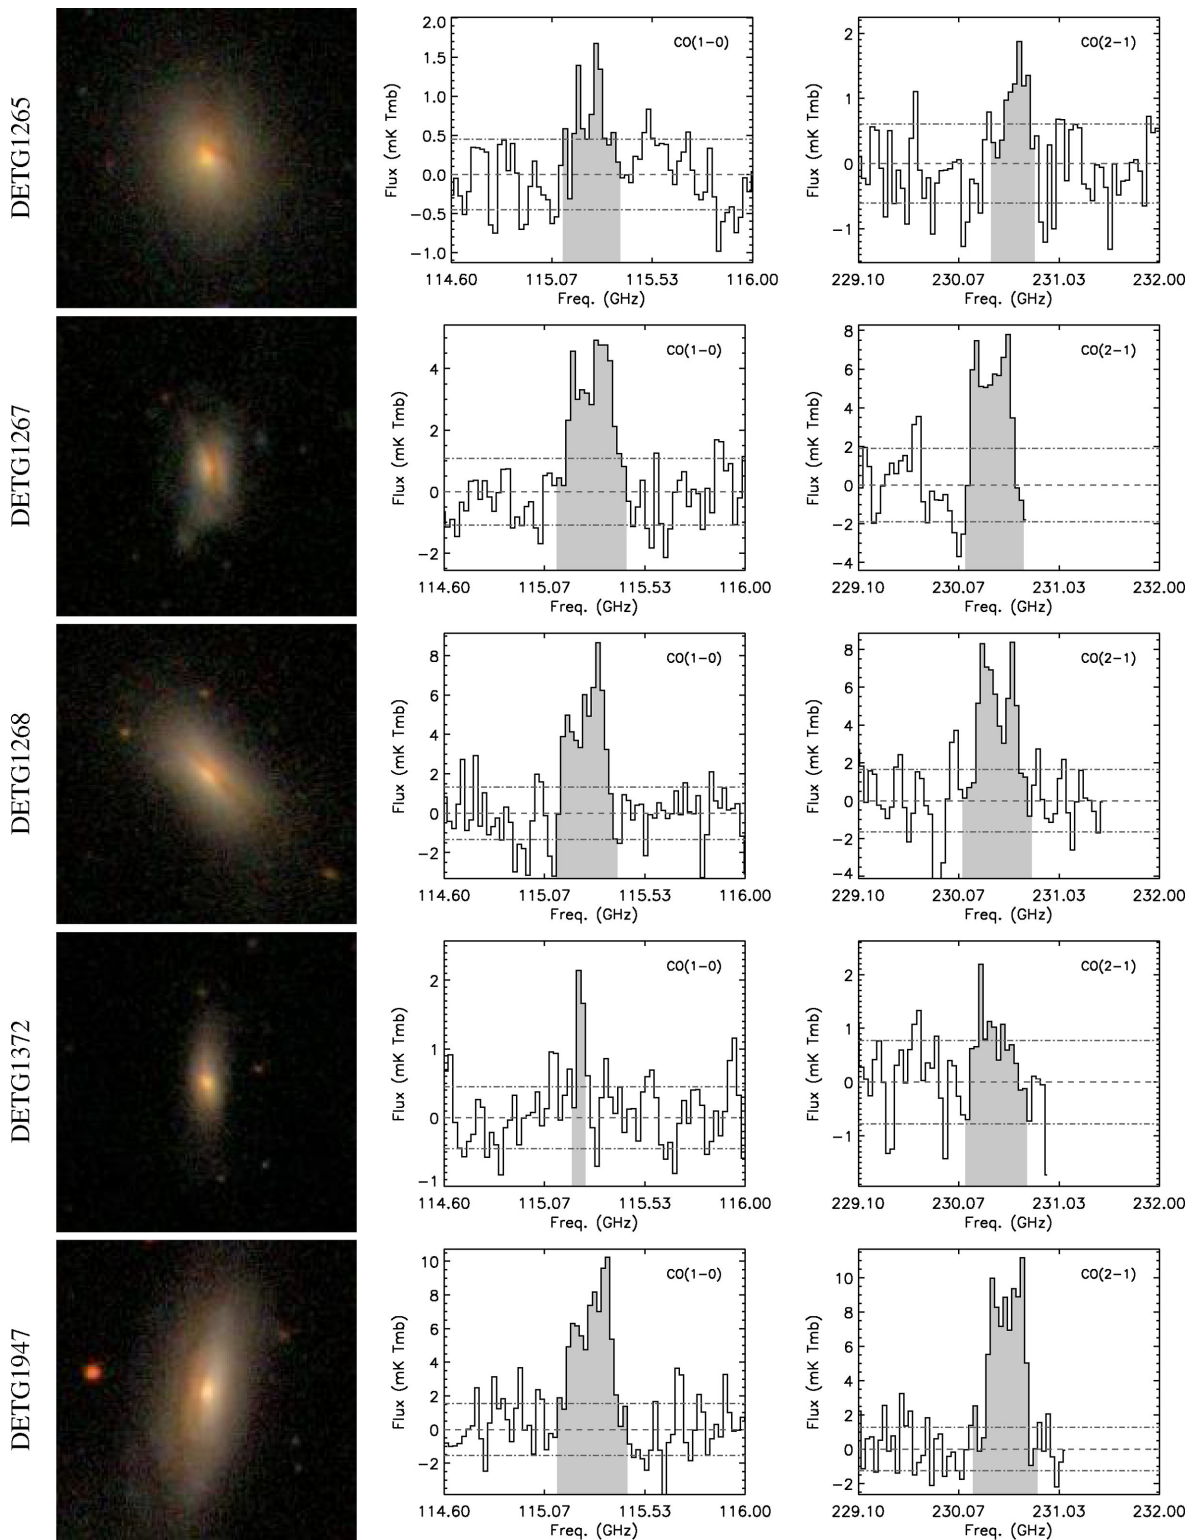 DETG1265
CO(1−0)
Flux (mK Tmb)
2.0
1.5
1.0
0.5
0.0
−0.5
−1.0
114.60 115.07 115.53 116.00
Freq. (GHz)
CO(2−1)
Flux (mK Tmb)
2
1
0
−1
229.10 230.07 231.03 232.00
Freq. (GHz)
DETG1267
CO(1−0)
Flux (mK Tmb)
4
2
0
−2
114.60 115.07 115.53 116.00
Freq. (GHz)
CO(2−1)
Flux (mK Tmb)
8
6
4
2
0
−2
−4
229.10 230.07 231.03 232.00
Freq. (GHz)
DETG1268
CO(1−0)
Flux (mK Tmb)
8
6
4
2
0
−2
114.60 115.07 115.53 116.00
Freq. (GHz)
CO(2−1)
Flux (mK Tmb)
8
6
4
2
0
−2
−4
229.10 230.07 231.03 232.00
Freq. (GHz)
DETG1372
CO(1−0)
Flux (mK Tmb)
2
1
0
−1
114.60 115.07 115.53 116.00
Freq. (GHz)
CO(2−1)
Flux (mK Tmb)
2
1
0
−1
229.10 230.07 231.03 232.00
Freq. (GHz)
DETG1947
CO(1−0)
Flux (mK Tmb)
10
8
6
4
2
0
−2
114.60 115.07 115.53 116.00
Freq. (GHz)
CO(2−1)
Flux (mK Tmb)
10
8
6
4
2
0
−2
229.10 230.07 231.03 232.00
Freq. (GHz)